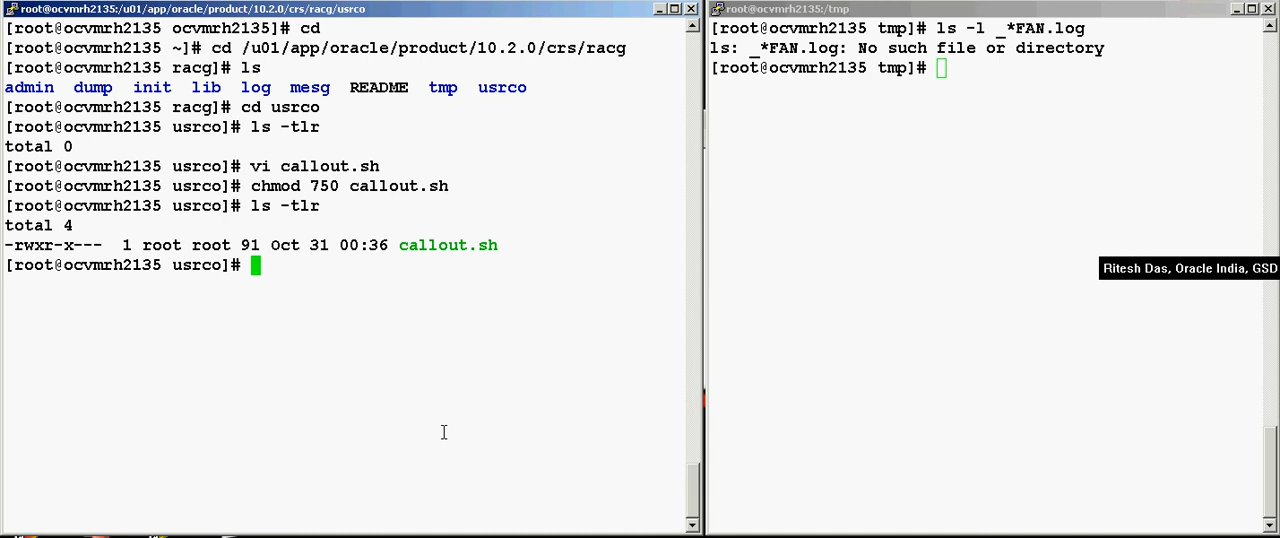 root@ocvmrh2135:/u01/app/oracle/product/10.2.0/crs/racg/usrco
[root@ocvmrh2135 ocvmrh2135]# cd
[root@ocvmrh2135 ~]# cd /u01/app/oracle/product/10.2.0/crs/racg
[root@ocvmrh2135 racg]# ls
admin dump init lib log mesg README tmp usrco
[root@ocvmrh2135 racg]# cd usrco
[root@ocvmrh2135 usrco]# ls -tlr
total 0
[root@ocvmrh2135 usrco]# vi callout.sh
[root@ocvmrh2135 usrco]# chmod 750 callout.sh
[root@ocvmrh2135 usrco]# ls -tlr
total 4
-rwxr-x--- 1 root root 91 Oct 31 00:36 callout.sh
[root@ocvmrh2135 usrco]#
root@ocvmrh2135:/tmp
[root@ocvmrh2135 tmp]# ls -l _*FAN.log
ls: _*FAN.log: No such file or directory
[root@ocvmrh2135 tmp]#
Ritesh Das, Oracle India, GSD